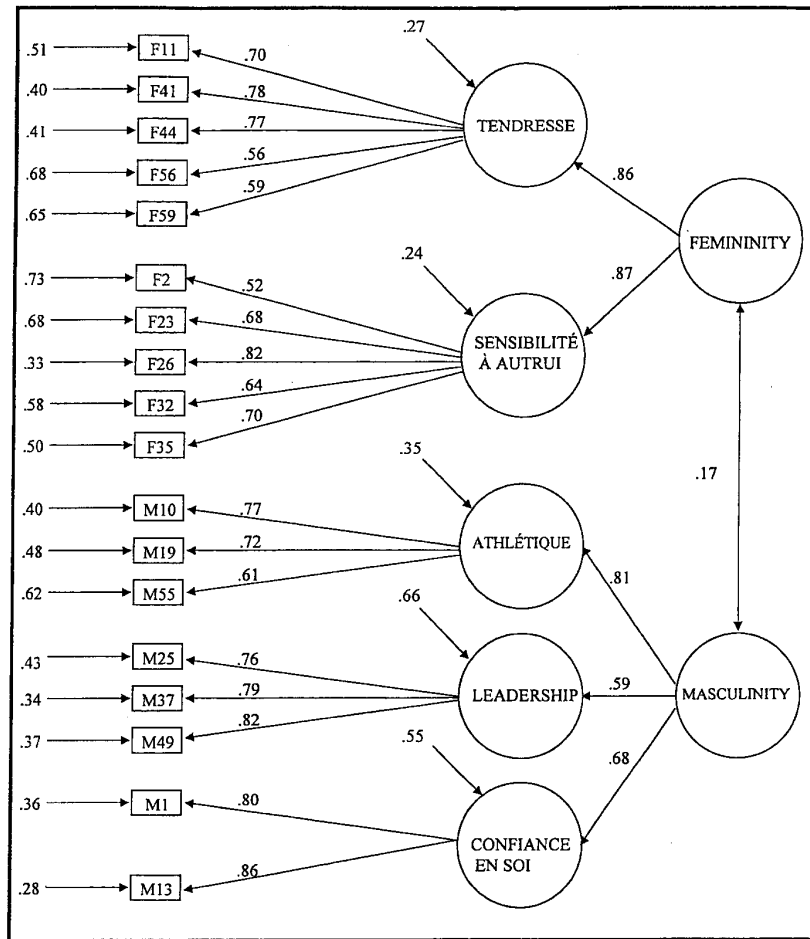 .27
.51 F11 .70
.40 F41 .78
TENDRESSE
.41 F44 .77
.68 F56 .56
.86
.65 F59 .59
FEMININITY
.73 F2 .52
.24
.87
.68 F23 .68
SENSIBILITÉ
À AUTRUI
.33 F26 .82
.58 F32 .64
.50 F35 .70
.35
.17
.40 M10 .77
ATHLÉTIQUE
.48 M19 .72
.81
.62 M55 .61
.66
.43 M25 .76
.59
.34 M37 .79
LEADERSHIP
MASCULINITY
.37 M49 .82
.55
.68
.36 M1 .80
CONFIANCE
EN SOI
.28 M13 .86